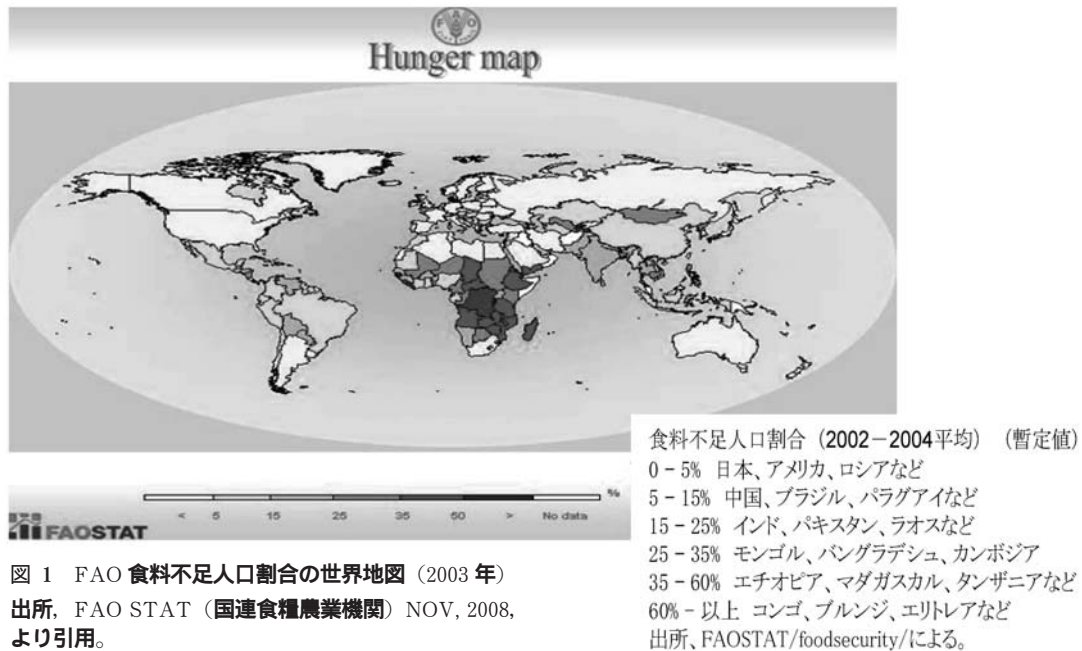 F A O
Hunger map
%
< 5 15 25 35 60 > No data
FAOSTAT
図 1 FAO 食料不足人口割合の世界地図(2003 年)
出所, FAO STAT(国連食糧農業機関)NOV, 2008,
より引用。
食料不足人口割合(2002-2004平均) (暫定値)
0-5% 日本、アメリカ、ロシアなど
5-15% 中国、ブラジル、パラグアイなど
15-25% インド、パキスタン、ラオスなど
25-35% モンゴル、バングラデシュ、カンボジア
35-60% エチオピア、マダガスカル、タンザニアなど
60%-以上 コンゴ、ブルンジ、エリトレアなど
出所、FAOSTAT/foodsecurity/による。